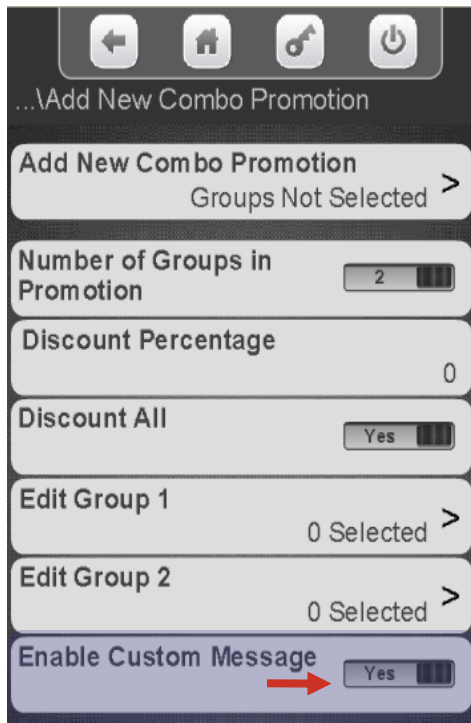 ...\Add New Combo Promotion
Add New Combo Promotion
Groups Not Selected >
Number of Groups in
Promotion
2
Discount Percentage
0
Discount All
Yes
Edit Group 1
0 Selected >
Edit Group 2
0 Selected >
Enable Custom Message
Yes